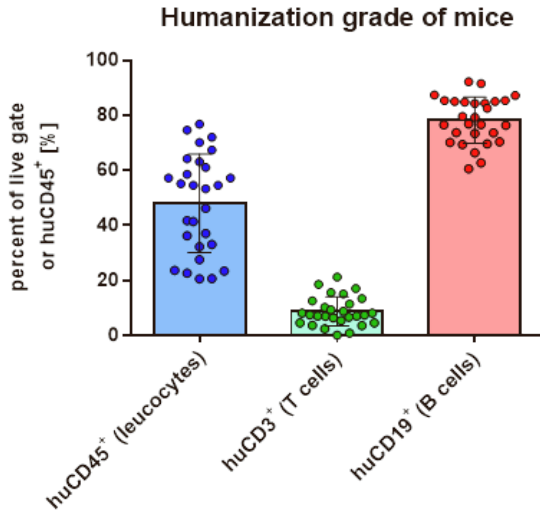 Humanization grade of mice
percent of live gate
or huCD45⁺ [%]
100
80
60
40
20
0
huCD45⁺ (leucocytes)
huCD3⁺ (T cells)
huCD19⁺ (B cells)